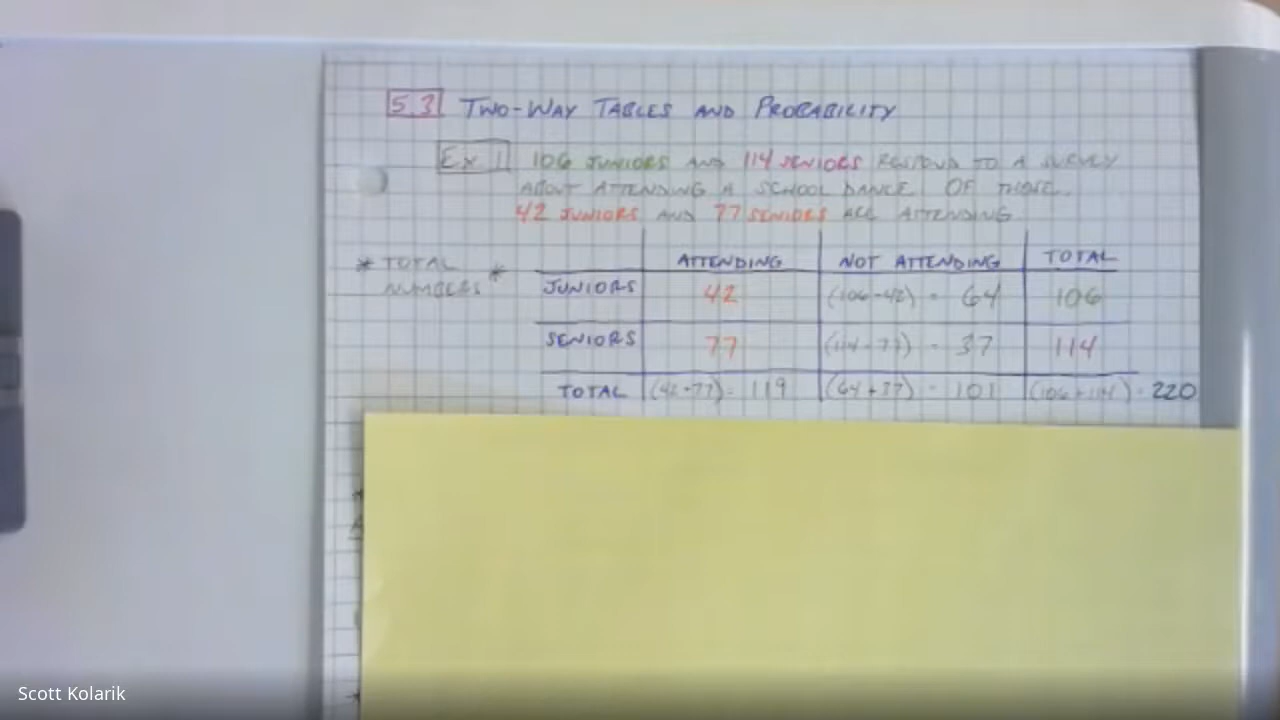 5.3 TWO-WAY TABLES AND PROBABILITY
Ex 1 106 JUNIORS AND 114 SENIORS RESPOND TO A SURVEY
ABOUT ATTENDING A SCHOOL DANCE. OF THOSE,
42 JUNIORS AND 77 SENIORS ARE ATTENDING
ATTENDING NOT ATTENDING TOTAL
* TOTAL NUMBERS *
JUNIORS 42 (106-42) = 64 106
SENIORS 77 (114-77) = 37 114
TOTAL (42+77) = 119 (64+37) = 101 (106+114) = 220
Scott Kolarik